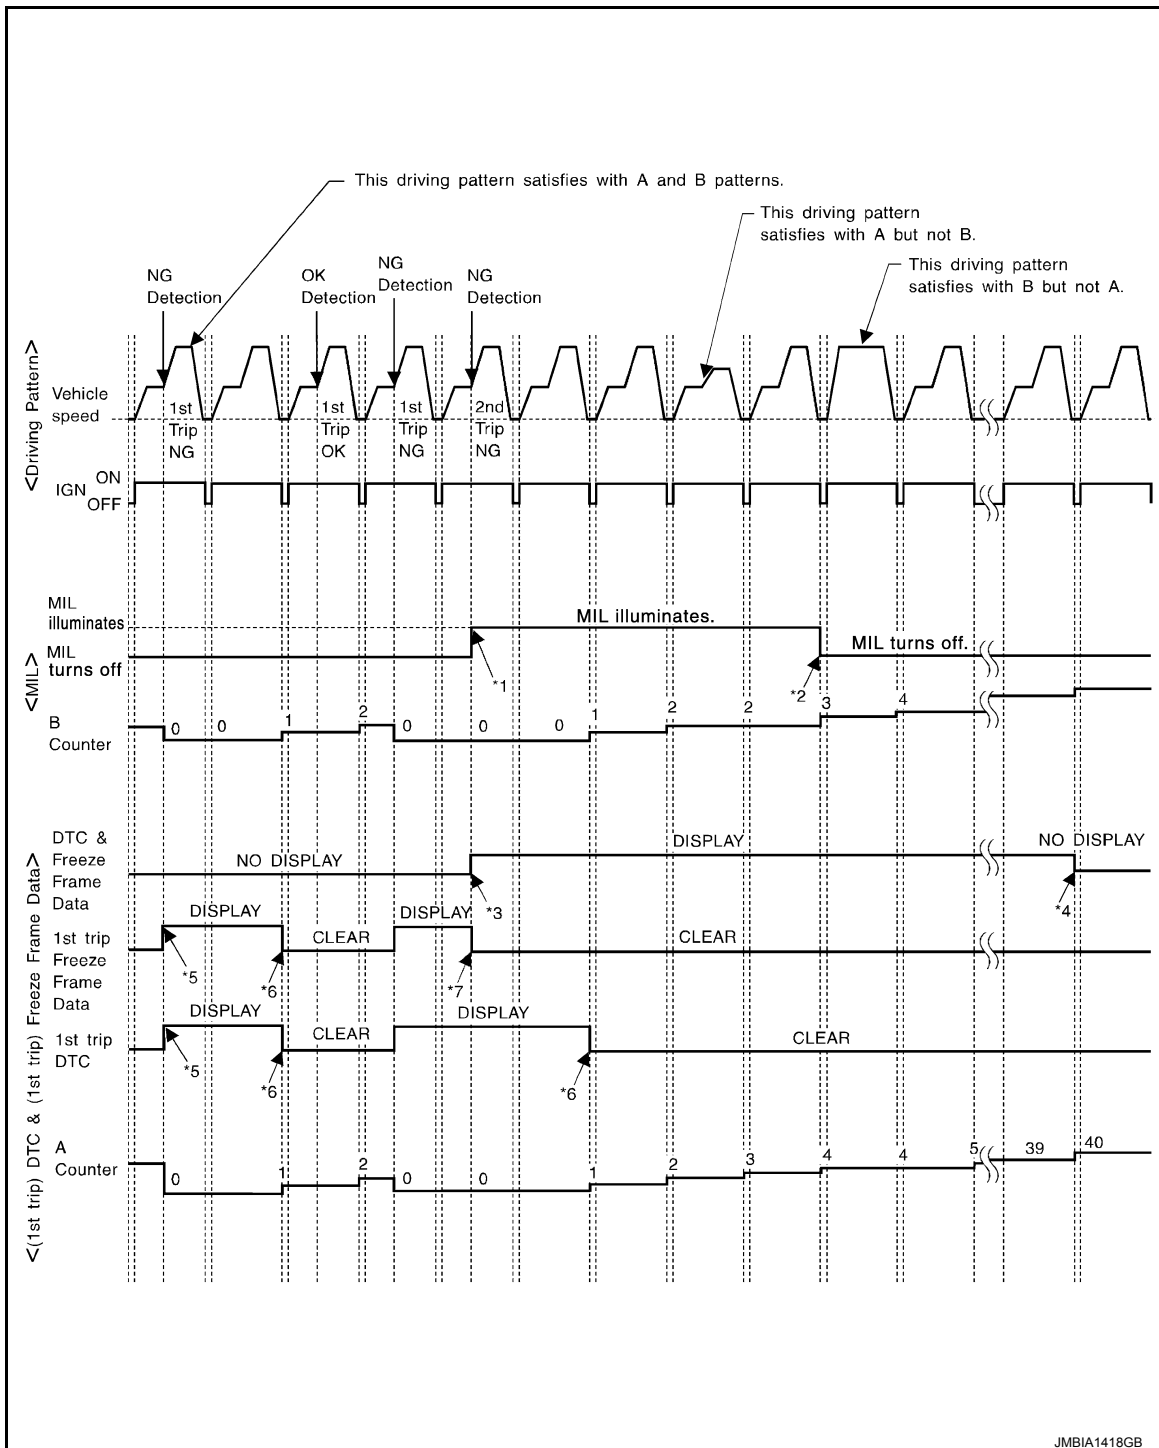 This driving pattern satisfies with A and B patterns.
This driving pattern
satisfies with A but not B.
This driving pattern
satisfies with B but not A.
NG
Detection
OK
Detection
NG
Detection
NG
Detection
<Driving Pattern>
Vehicle
speed
1st
Trip
NG
1st
Trip
OK
1st
Trip
NG
2nd
Trip
NG
IGN
ON
OFF
<MIL>
MIL
illuminates
MIL illuminates.
MIL
turns off
MIL turns off.
*1
*2
B
Counter
0 0 1 2 0 0 0 1 2 2 3 4
<(1st trip) DTC & (1st trip) Freeze Frame Data>
DTC &
Freeze
Frame
Data
NO DISPLAY
DISPLAY
NO DISPLAY
*3
*4
1st trip
Freeze
Frame
Data
DISPLAY
CLEAR
DISPLAY
CLEAR
*5
*6
*7
1st trip
DTC
DISPLAY
CLEAR
DISPLAY
CLEAR
*5
*6
*6
A
Counter
0 1 2 0 0 1 2 3 4 4 5 39 40
JMBIA1418GB